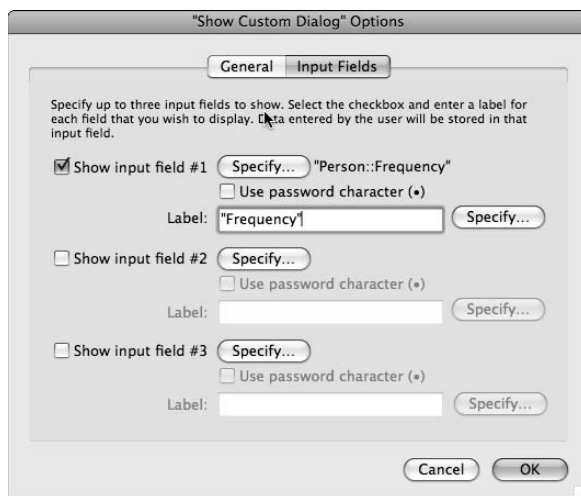 "Show Custom Dialog" Options
General Input Fields
Specify up to three input fields to show. Select the checkbox and enter a label for
each field that you wish to display. Data entered by the user will be stored in that
input field.
Show input field #1 Specify... "Person::Frequency"
Use password character (•)
Label: "Frequency" Specify...
Show input field #2 Specify...
Use password character (•)
Label: Specify...
Show input field #3 Specify...
Use password character (•)
Label: Specify...
Cancel OK